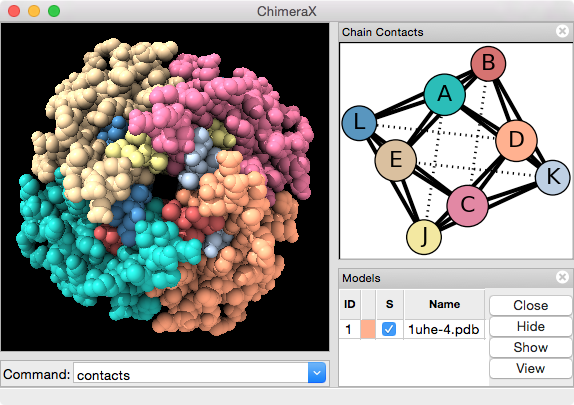 ChimeraX
Chain Contacts
B
A
L
D
E
K
C
J
Models
ID S Name
1 1uhe-4.pdb
Close
Hide
Show
View
Command: contacts